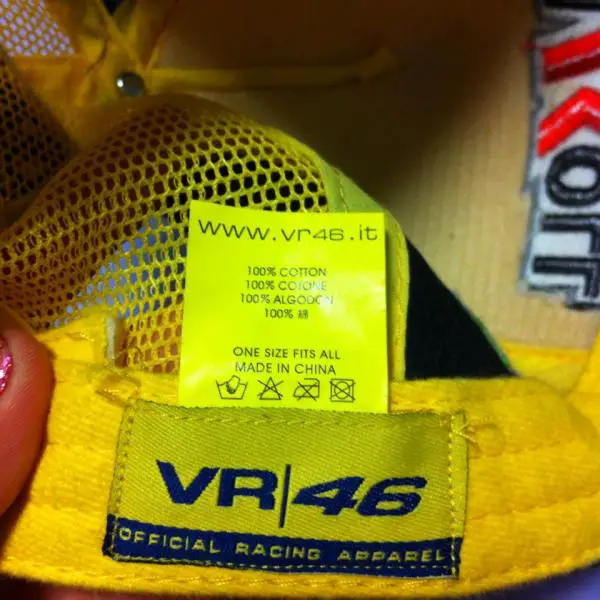 www.vr46.it
100% COTTON
100% COTONE
100% ALGODON
100% 綿
ONE SIZE FITS ALL
MADE IN CHINA
VR|46
OFFICIAL RACING APPAREL
OFF